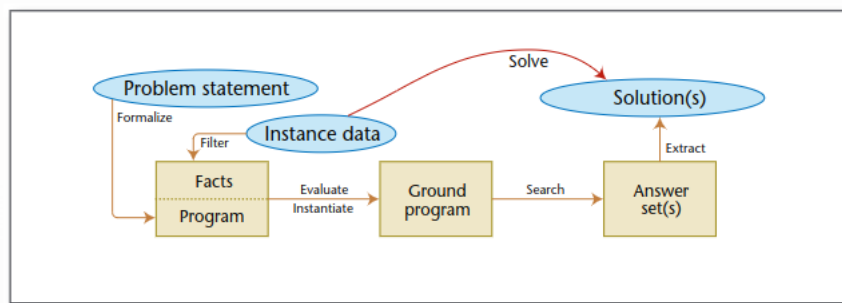 Problem statement
Solve
Solution(s)
Formalize
Instance data
Filter
Extract
Facts
Program
Evaluate
Instantiate
Ground
program
Search
Answer
set(s)